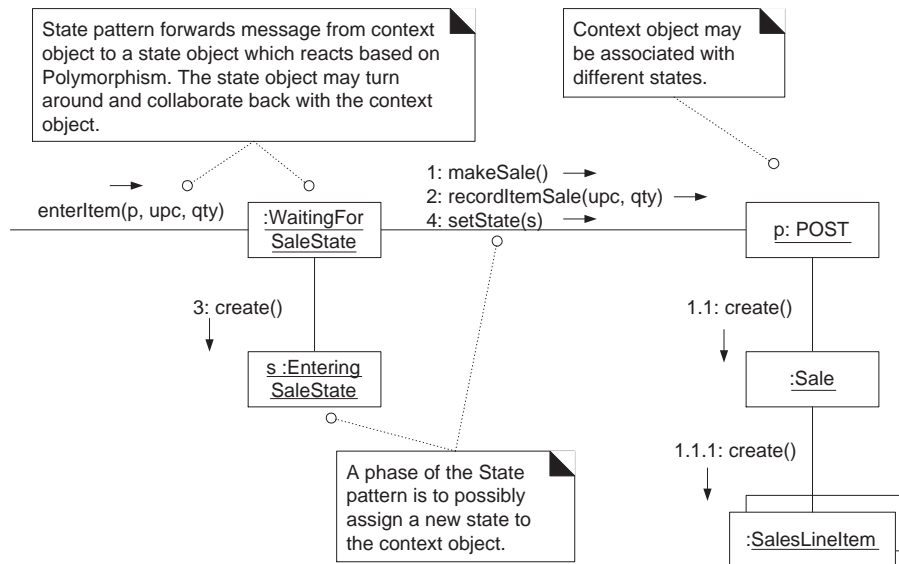 State pattern forwards message from context
object to a state object which reacts based on
Polymorphism. The state object may turn
around and collaborate back with the context
object.
Context object may
be associated with
different states.
enterItem(p, upc, qty)
:WaitingFor
SaleState
1: makeSale()
2: recordItemSale(upc, qty)
4: setState(s)
p: POST
3: create()
1.1: create()
s :Entering
SaleState
:Sale
A phase of the State
pattern is to possibly
assign a new state to
the context object.
1.1.1: create()
:SalesLineItem